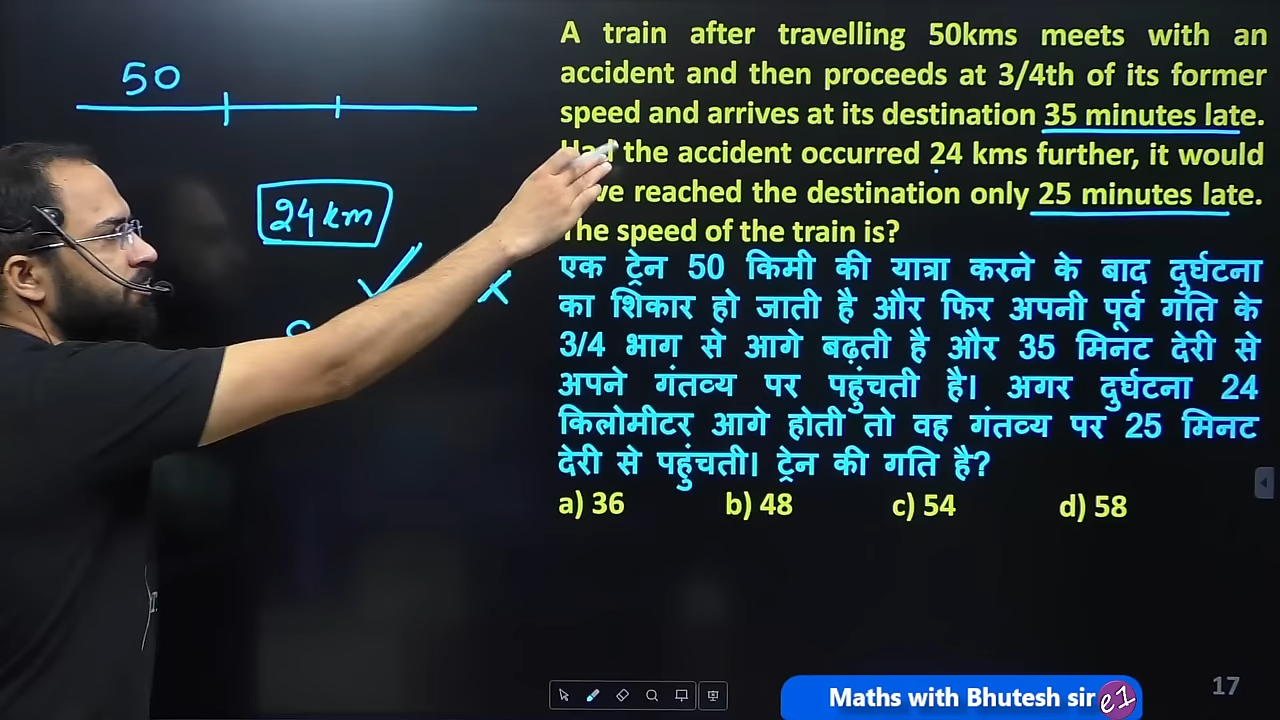 50
24 km
A train after travelling 50kms meets with an
accident and then proceeds at 3/4th of its former
speed and arrives at its destination 35 minutes late.
the accident occurred 24 kms further, it would
reached the destination only 25 minutes late.
The speed of the train is?
एक ट्रेन 50 किमी की यात्रा करने के बाद दुर्घटना
का शिकार हो जाती है और फिर अपनी पूर्व गति के
3/4 भाग से आगे बढ़ती है और 35 मिनट देरी से
अपने गंतव्य पर पहुंचती है। अगर दुर्घटना 24
किलोमीटर आगे होती तो वह गंतव्य पर 25 मिनट
देरी से पहुंचती। ट्रेन की गति है?
a) 36 b) 48 c) 54 d) 58
Maths with Bhutesh sir e1
17